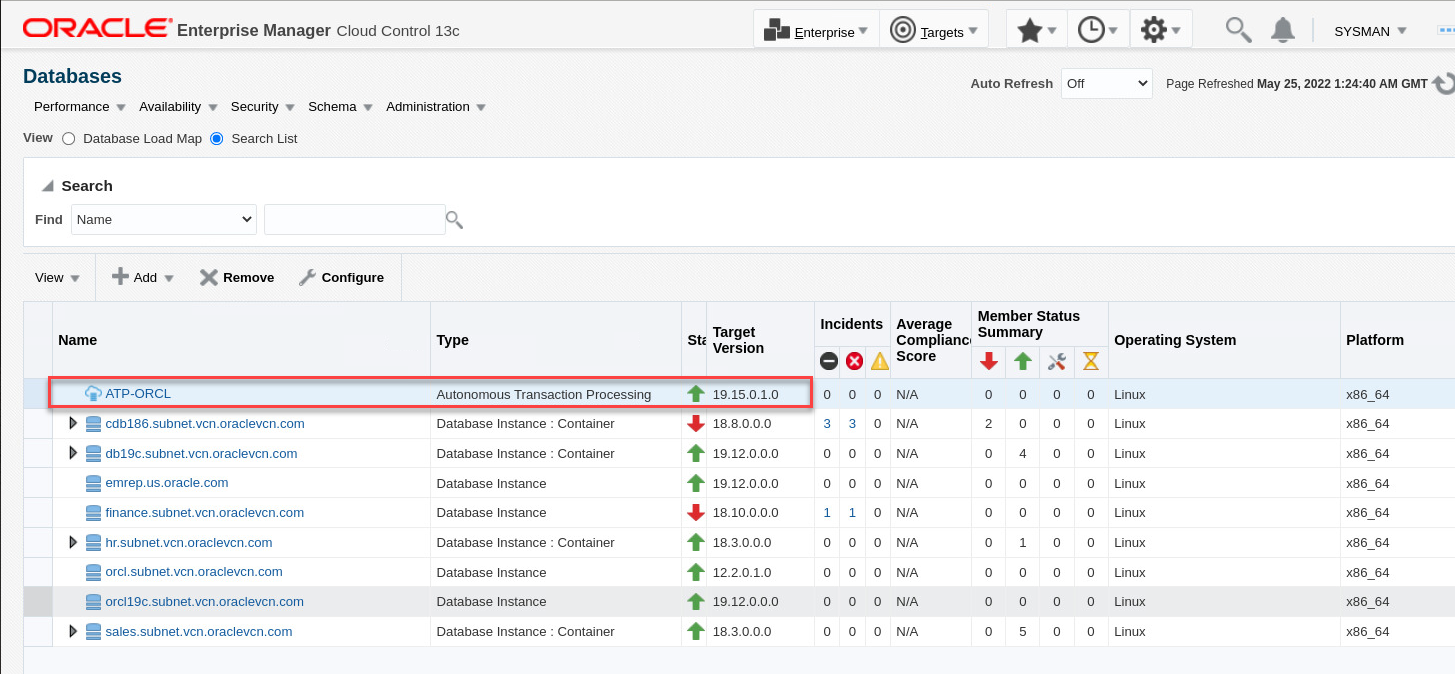 ORACLE Enterprise Manager Cloud Control 13c Enterprise Targets SYSMAN
Databases
Auto Refresh Off Page Refreshed May 25, 2022 1:24:40 AM GMT
Performance Availability Security Schema Administration
View Database Load Map Search List
Search
Find Name
View Add Remove Configure
Name Type Sta Target Version Incidents Average Compliance Score Member Status Summary Operating System Platform
ATP-ORCL Autonomous Transaction Processing 19.15.0.1.0 0 0 0 N/A 0 0 0 0 Linux x86_64
cdb186.subnet.vcn.oraclevcn.com Database Instance : Container 18.8.0.0.0 3 3 0 N/A 2 0 0 0 Linux x86_64
db19c.subnet.vcn.oraclevcn.com Database Instance : Container 19.12.0.0.0 0 0 0 N/A 0 4 0 0 Linux x86_64
emrep.us.oracle.com Database Instance 19.12.0.0.0 0 0 0 N/A 0 0 0 0 Linux x86_64
finance.subnet.vcn.oraclevcn.com Database Instance 18.10.0.0.0 1 1 0 N/A 0 0 0 0 Linux x86_64
hr.subnet.vcn.oraclevcn.com Database Instance : Container 18.3.0.0.0 0 0 0 N/A 0 1 0 0 Linux x86_64
orcl.subnet.vcn.oraclevcn.com Database Instance 12.2.0.1.0 0 0 0 N/A 0 0 0 0 Linux x86_64
orcl19c.subnet.vcn.oraclevcn.com Database Instance 19.12.0.0.0 0 0 0 N/A 0 0 0 0 Linux x86_64
sales.subnet.vcn.oraclevcn.com Database Instance : Container 18.3.0.0.0 0 0 0 N/A 0 5 0 0 Linux x86_64